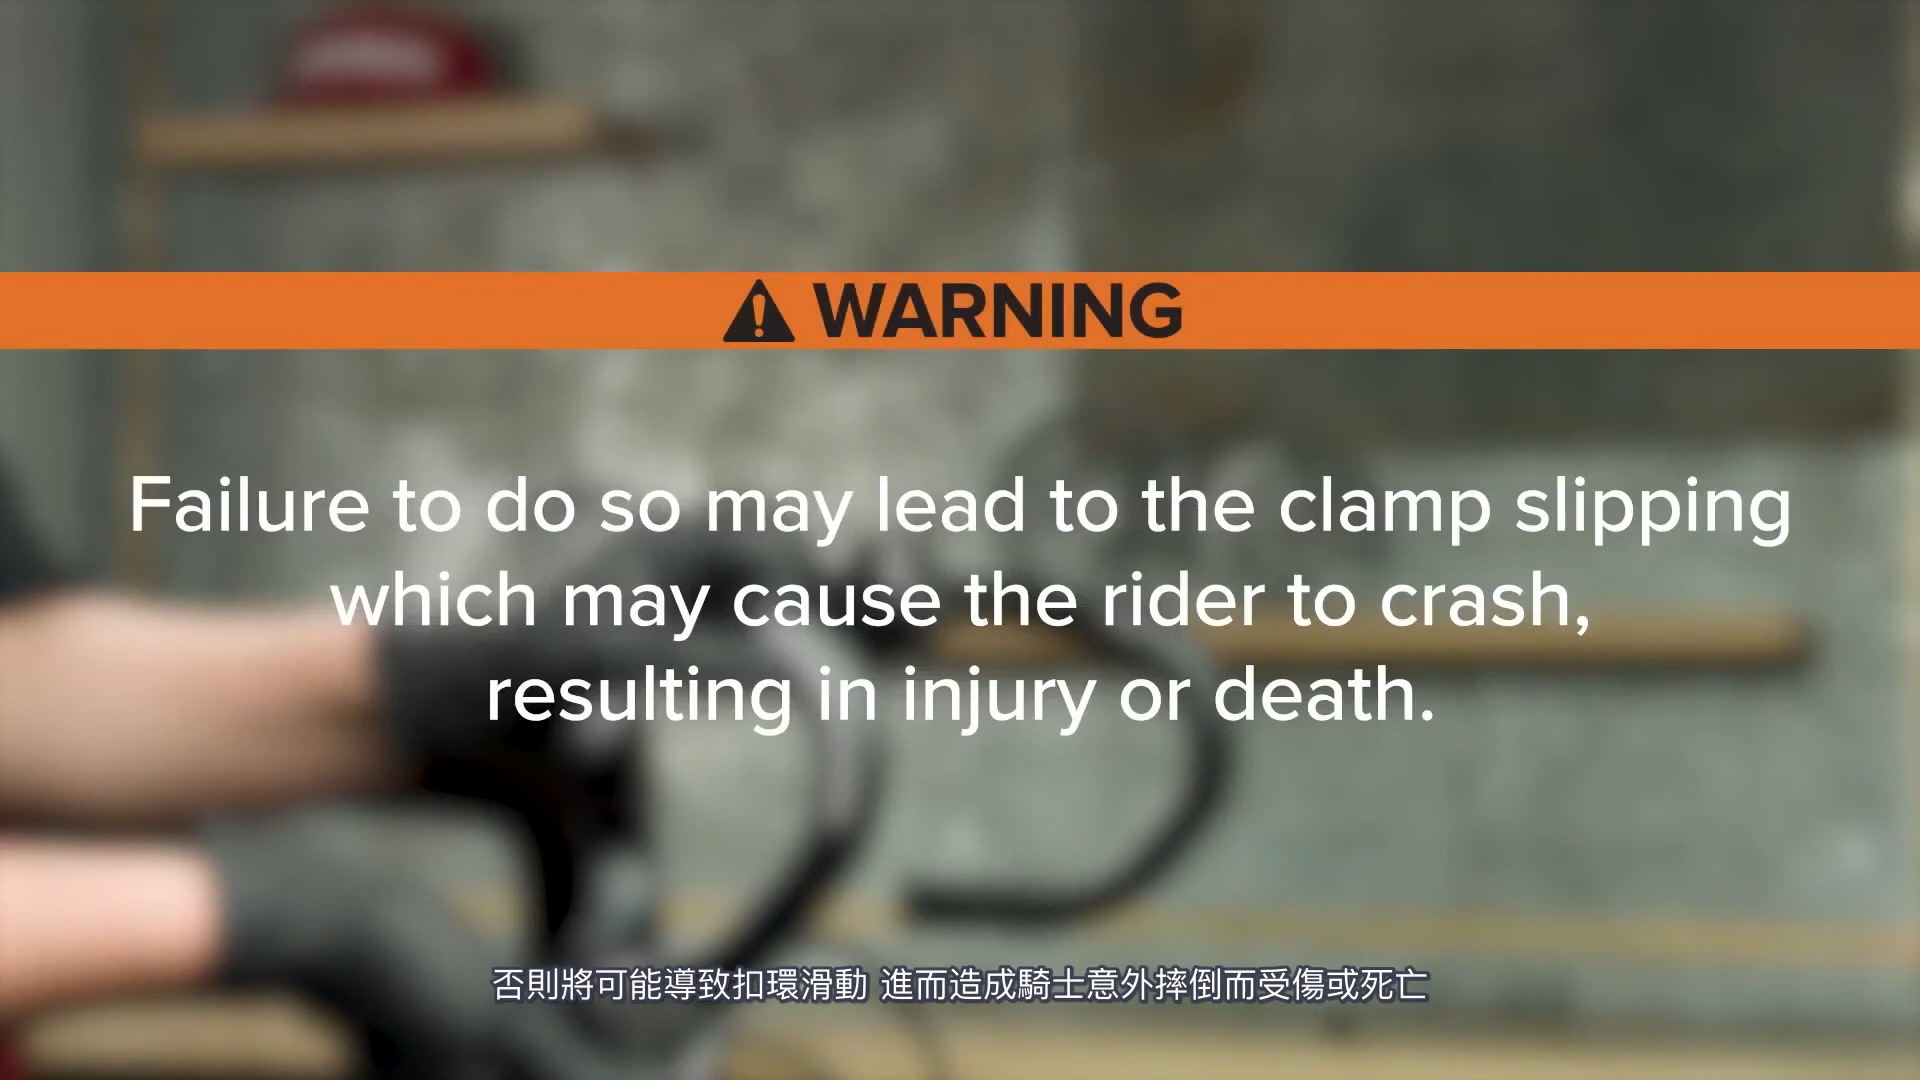 WARNING
Failure to do so may lead to the clamp slipping
which may cause the rider to crash,
resulting in injury or death.
否則將可能導致扣環滑動 進而造成騎士意外摔倒而受傷或死亡